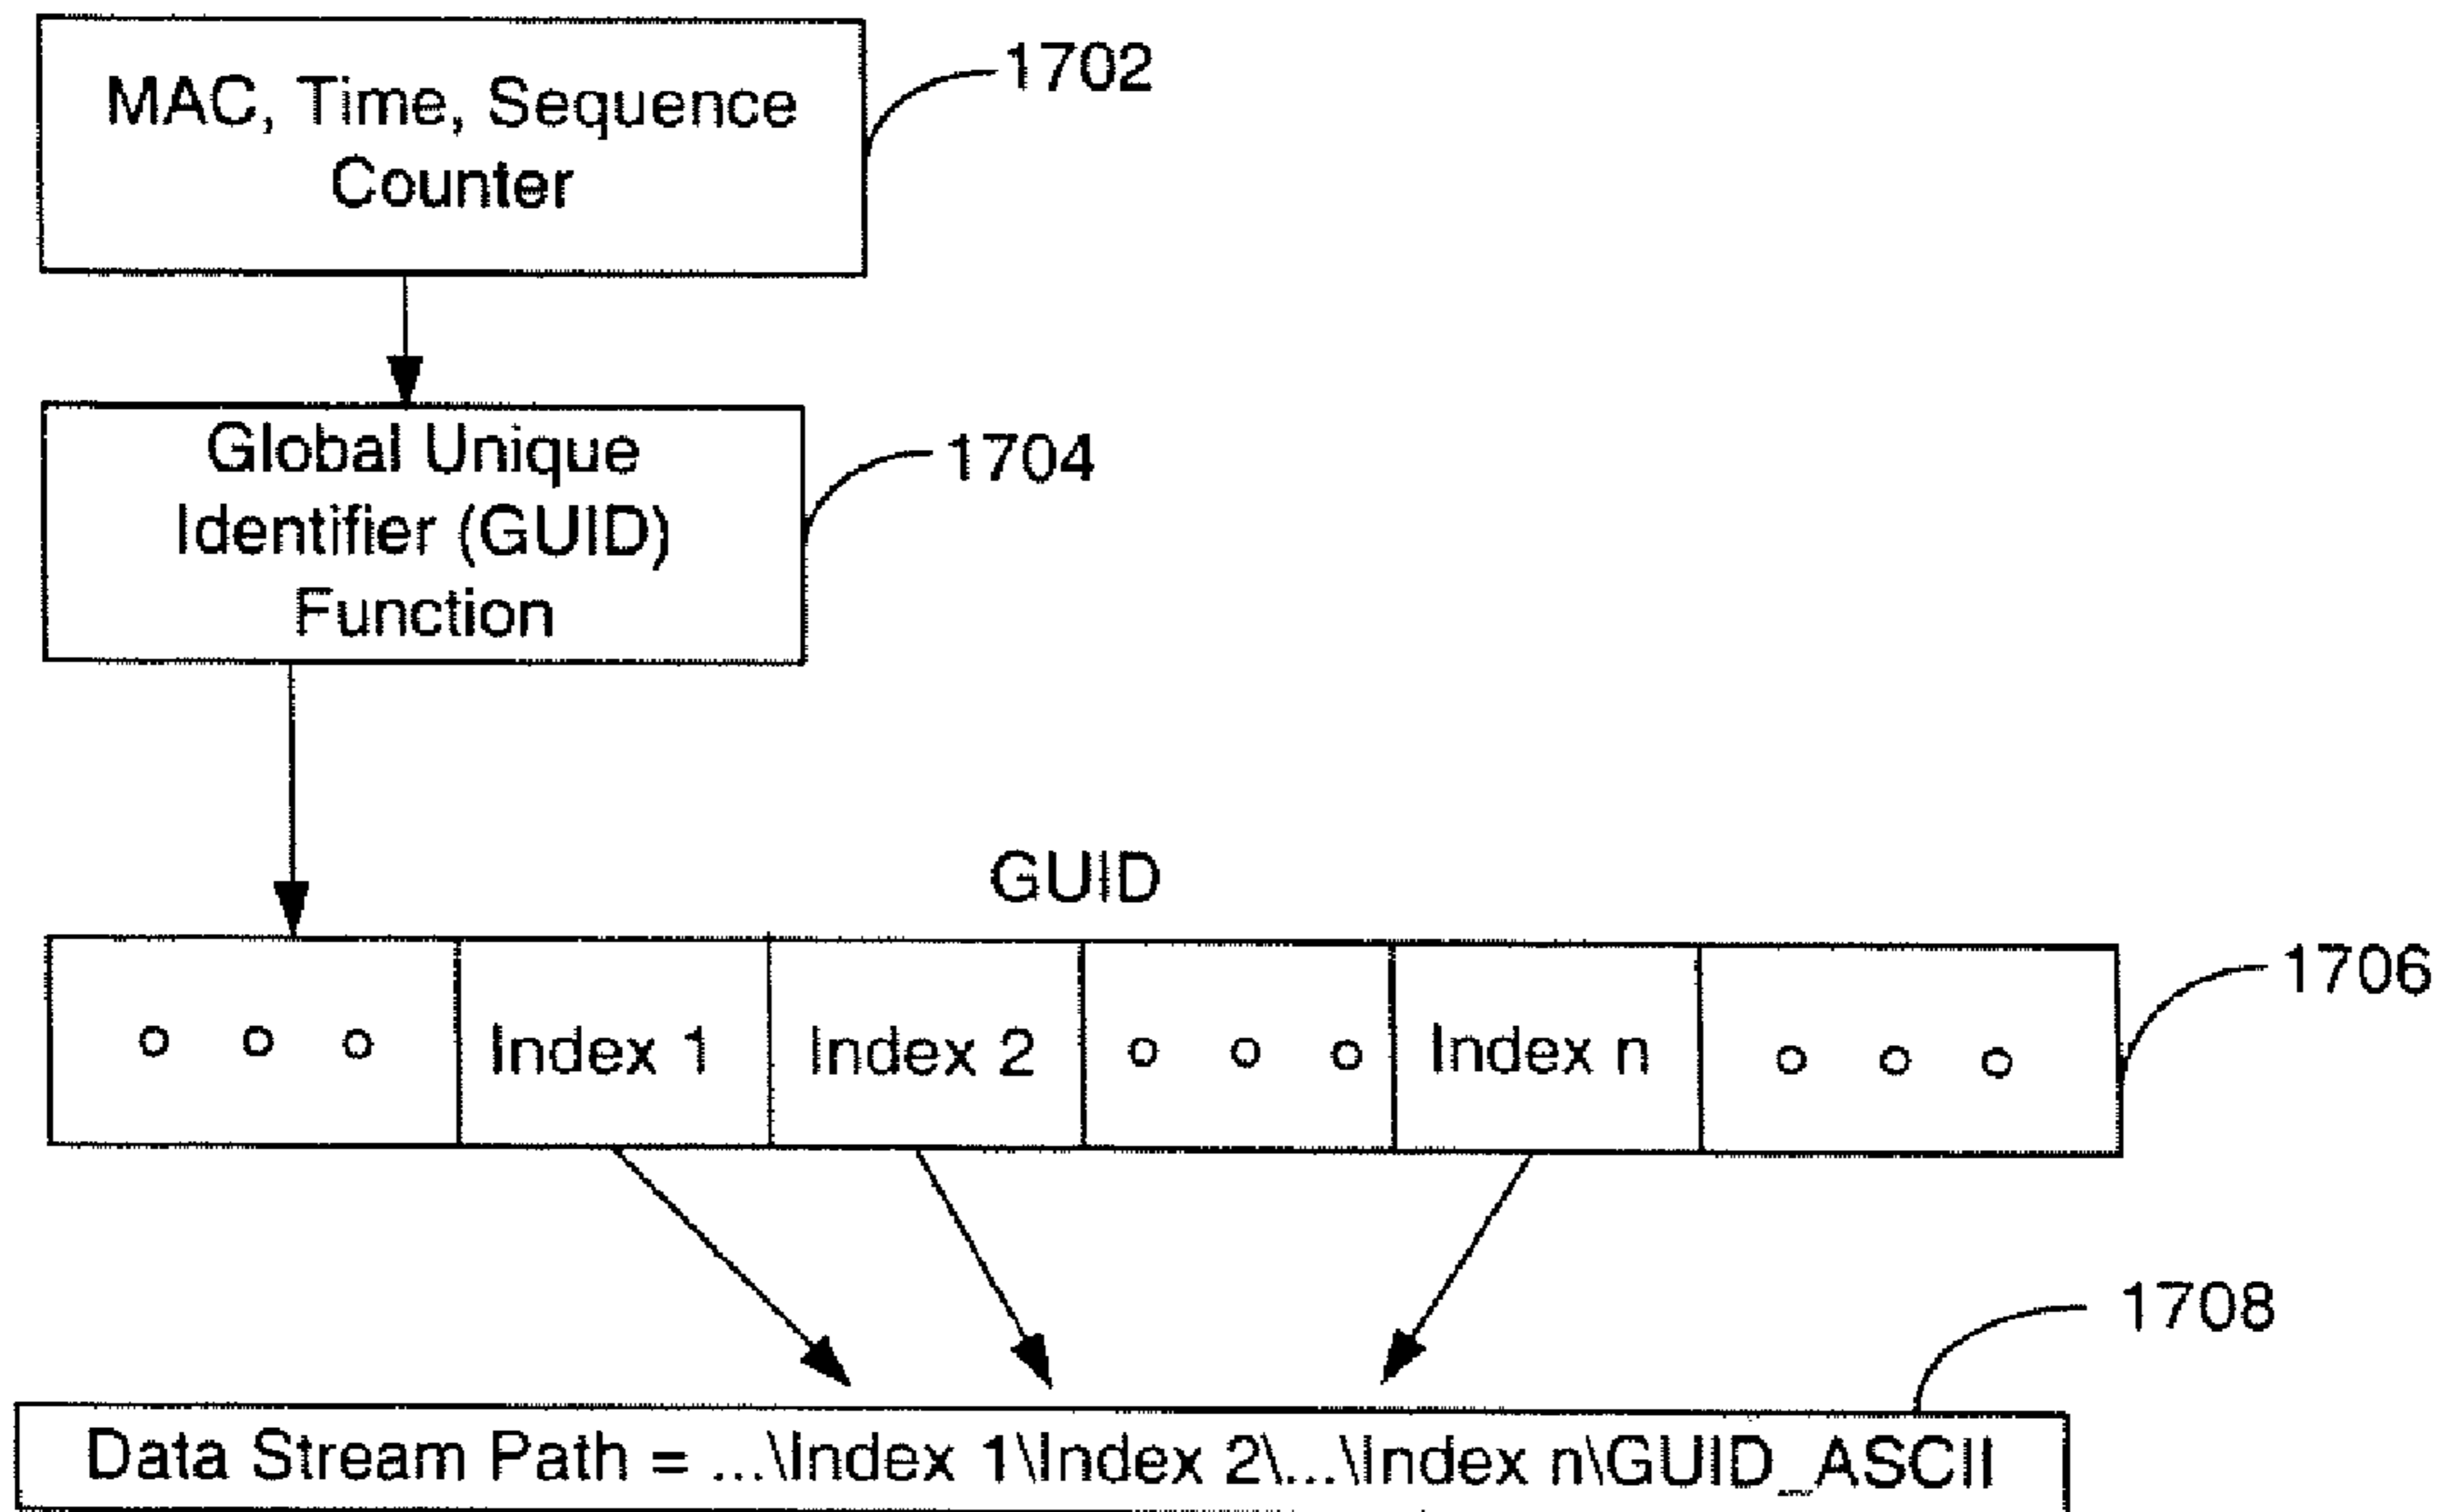 MAC, Time, Sequence
Counter
1702
Global Unique
Identifier (GUID)
Function
1704
GUID
Index 1
Index 2
Index n
1706
1708
Data Stream Path = ...\Index 1\Index 2\...\Index n\GUID_ASCII